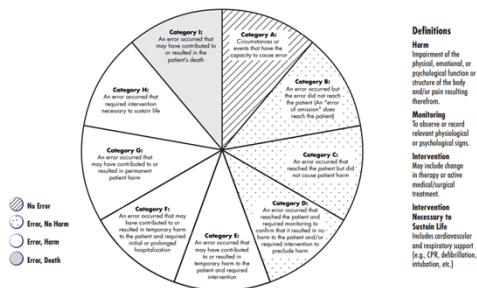 Category I:
An error occurred that
may have contributed to
or resulted in the
patient's death
Category A:
Circumstances or
events that have the
capacity to cause error
Category B:
An error occurred but
the error did not reach
the patient (An "error
of omission" does
reach the patient)
Category C:
An error occurred that
reached the patient but did
not cause patient harm
Category D:
An error occurred that
reached the patient and
required monitoring to
confirm that it resulted in no
harm to the patient and/or
required intervention to
preclude harm
Category E:
An error occurred that
may have contributed
to or resulted in
temporary harm to the
patient and required
intervention
Category F:
An error occurred that may
have contributed to or
resulted in temporary harm
to the patient and required
initial or prolonged
hospitalization
Category G:
An error occurred that
may have contributed to
or resulted in permanent
patient harm
Category H:
An error occurred that
required intervention
necessary to sustain life
No Error
Error, No Harm
Error, Harm
Error, Death
Definitions
Harm
Impairment of the
physical, emotional, or
psychological function or
structure of the body
and/or pain resulting
therefrom.
Monitoring
To observe or record
relevant physiological
or psychological signs.
Intervention
May include change
in therapy or active
medical/surgical
treatment.
Intervention
Necessary to
Sustain Life
Includes cardiovascular
and respiratory support
(e.g., CPR, defibrillation,
intubation, etc.)